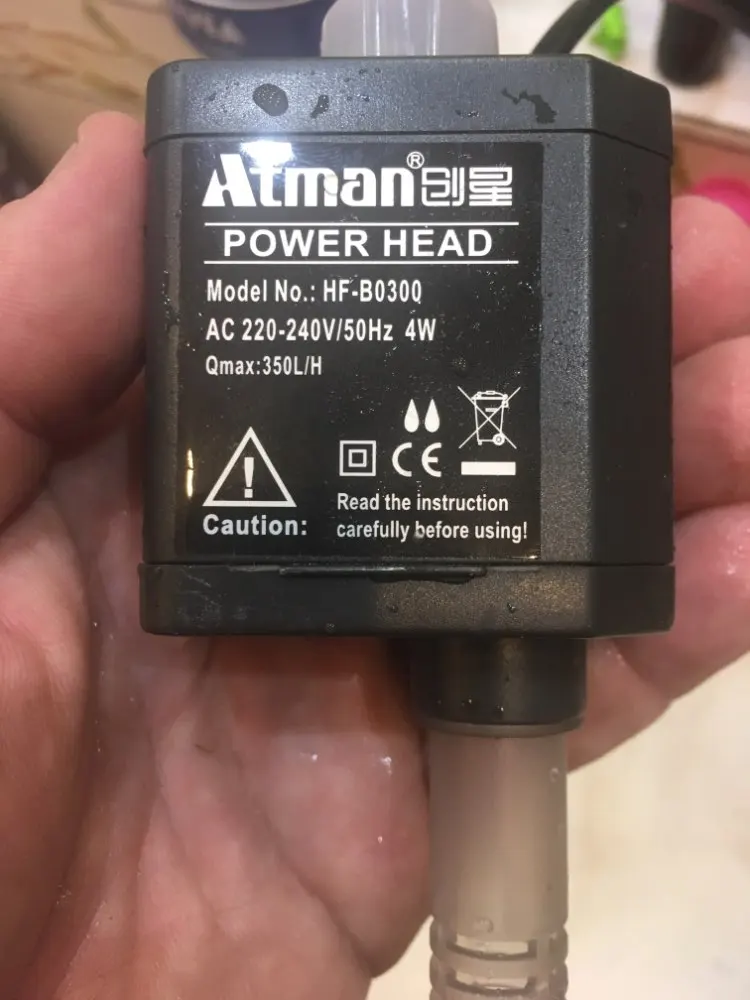 Atman® 创星
POWER HEAD
Model No.: HF-B0300
AC 220-240V/50Hz 4W
Qmax:350L/H
CE
Caution:
Read the instruction
carefully before using!